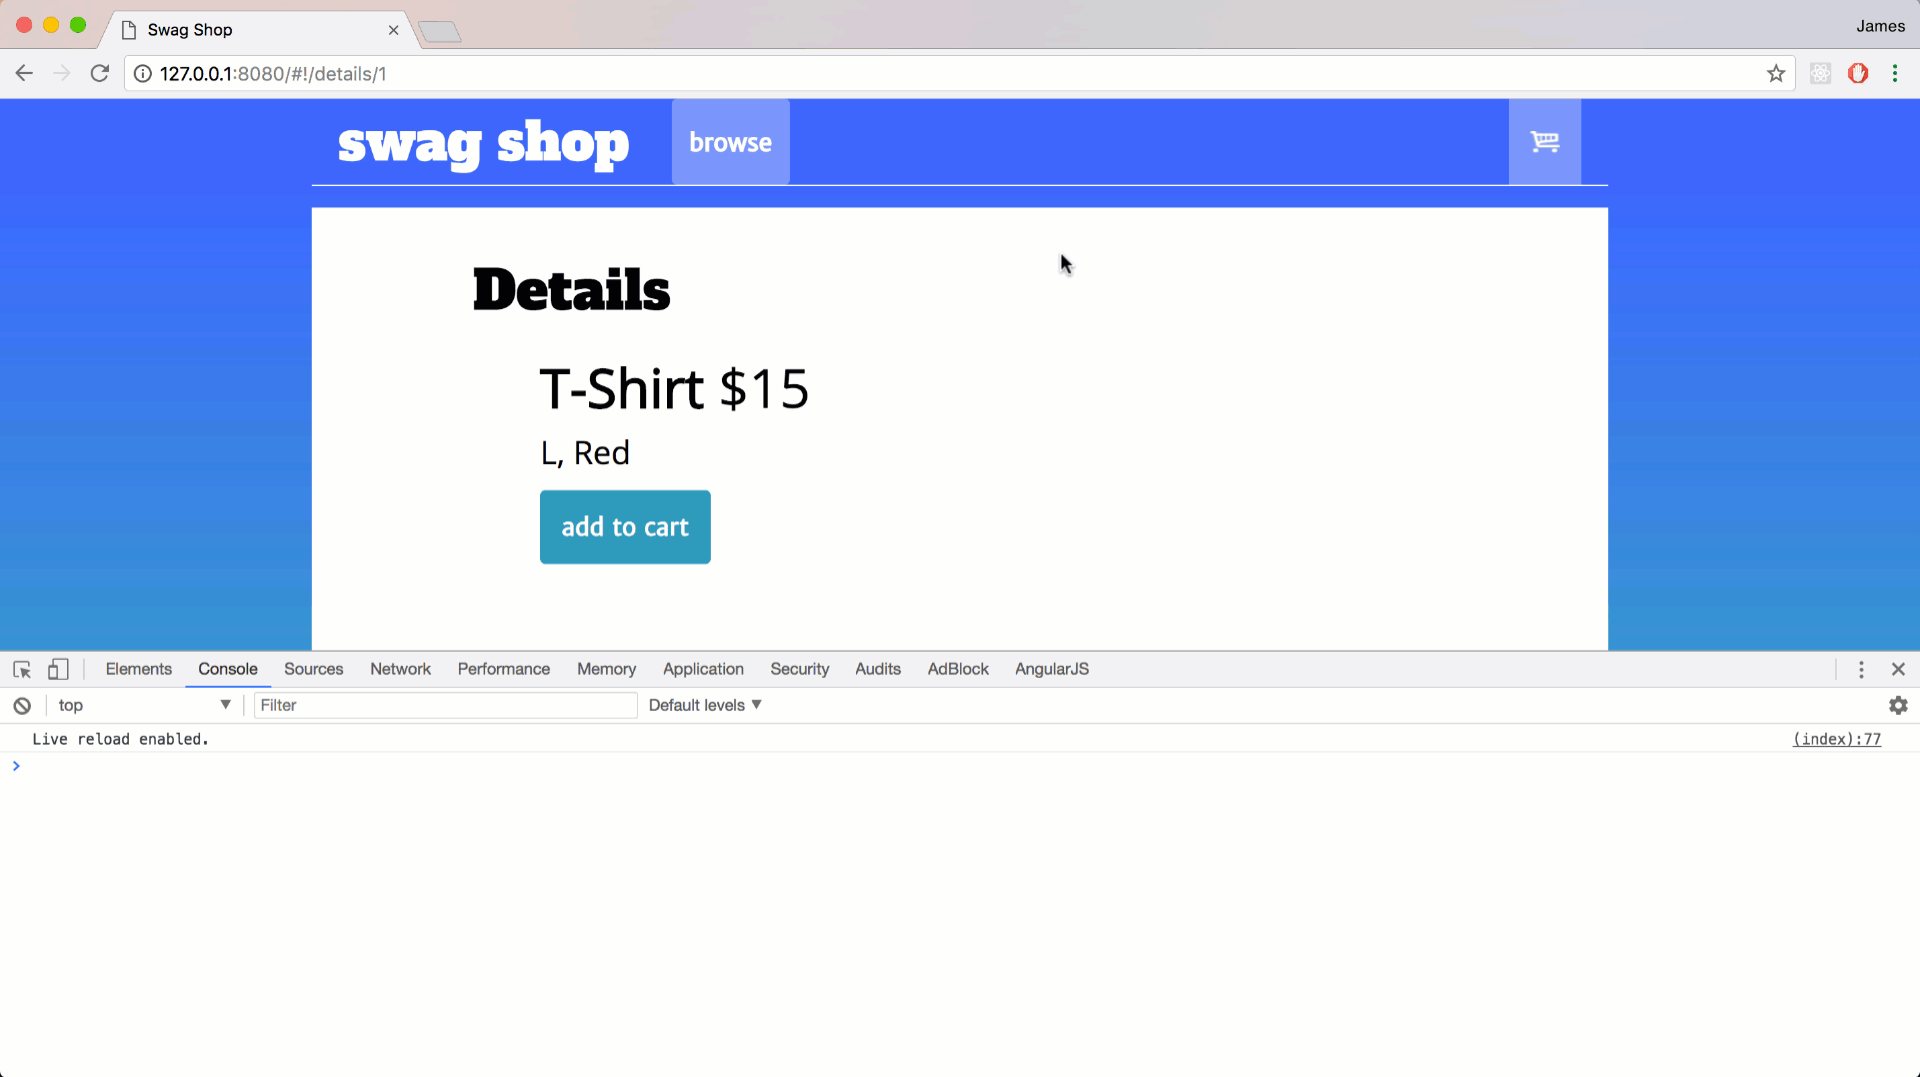 Swag Shop
James
127.0.0.1:8080/#!/details/1
swag shop browse
Details
T-Shirt $15
L, Red
add to cart
Elements Console Sources Network Performance Memory Application Security Audits AdBlock AngularJS
top Filter Default levels
Live reload enabled. (index):77